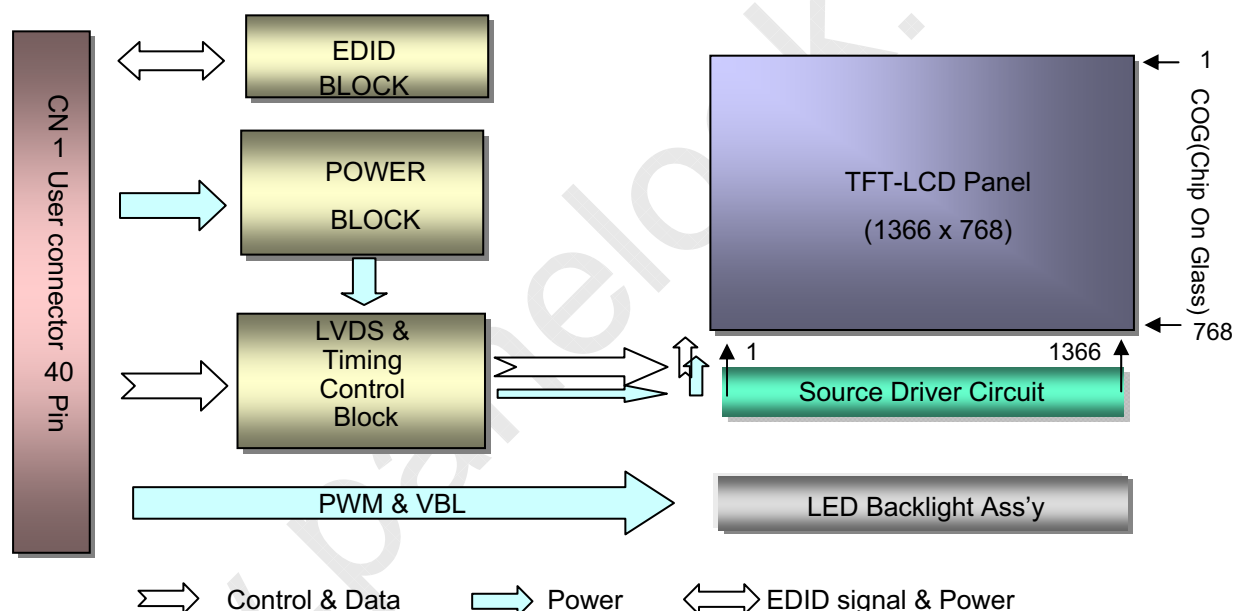 CN 1 User connector 40 Pin
EDID
BLOCK
POWER
BLOCK
LVDS &
Timing
Control
Block
PWM & VBL
TFT-LCD Panel
(1366 x 768)
1
COG(Chip On Glass)
768
1
1366
Source Driver Circuit
LED Backlight Ass’y
Control & Data
Power
EDID signal & Power